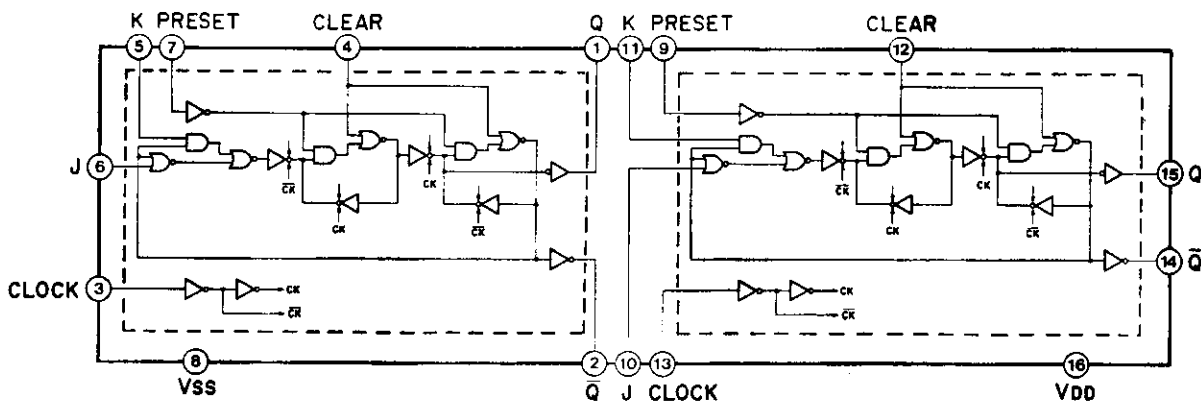 K PRESET CLEAR Q K PRESET CLEAR
5 7 4 1 11 9 12
J 6
CK CK CK CK
15 Q
CK CK CK CK
14 Q̅
CLOCK 3
CK CK
CK CK
8 2 10 13 16
VSS Q̅ J CLOCK VDD